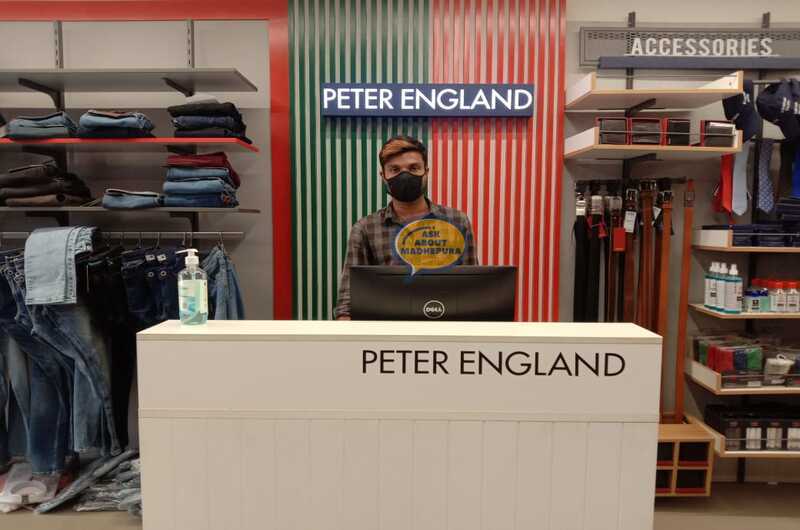 PETER ENGLAND
ACCESSORIES
ASK
ABOUT
MADHEPURA
DELL
PETER ENGLAND